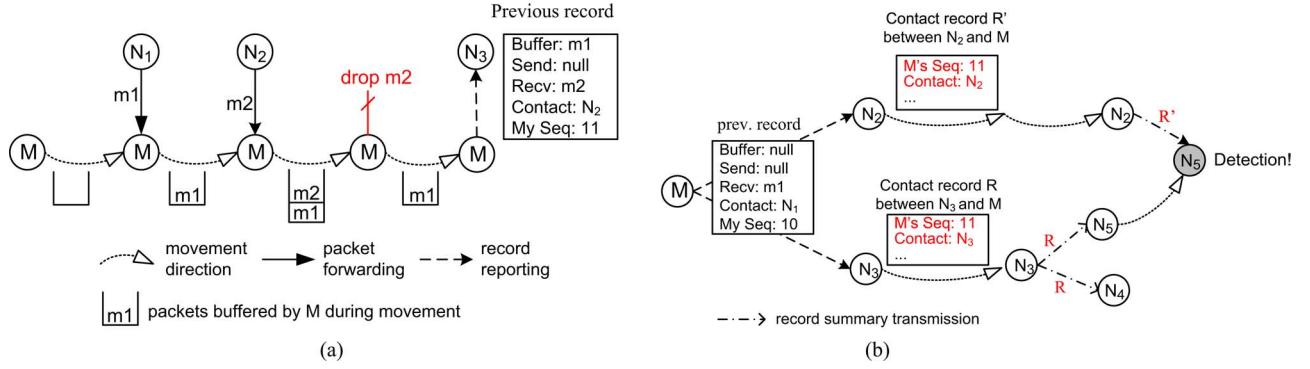 Previous record
N1
N2
N3
Buffer: m1
Send: null
Recv: m2
Contact: N2
My Seq: 11
m1
m2
drop m2
M
M
M
M
M
m1
m2
m1
m1
movement
direction
packet
forwarding
record
reporting
m1
packets buffered by M during movement
(a)
Contact record R'
between N2 and M
M's Seq: 11
Contact: N2
...
prev. record
N2
N2
R'
Buffer: null
Send: null
Recv: m1
Contact: N1
My Seq: 10
M
N5
Detection!
Contact record R
between N3 and M
M's Seq: 11
Contact: N3
...
N3
N3
R
N5
R
N4
record summary transmission
(b)